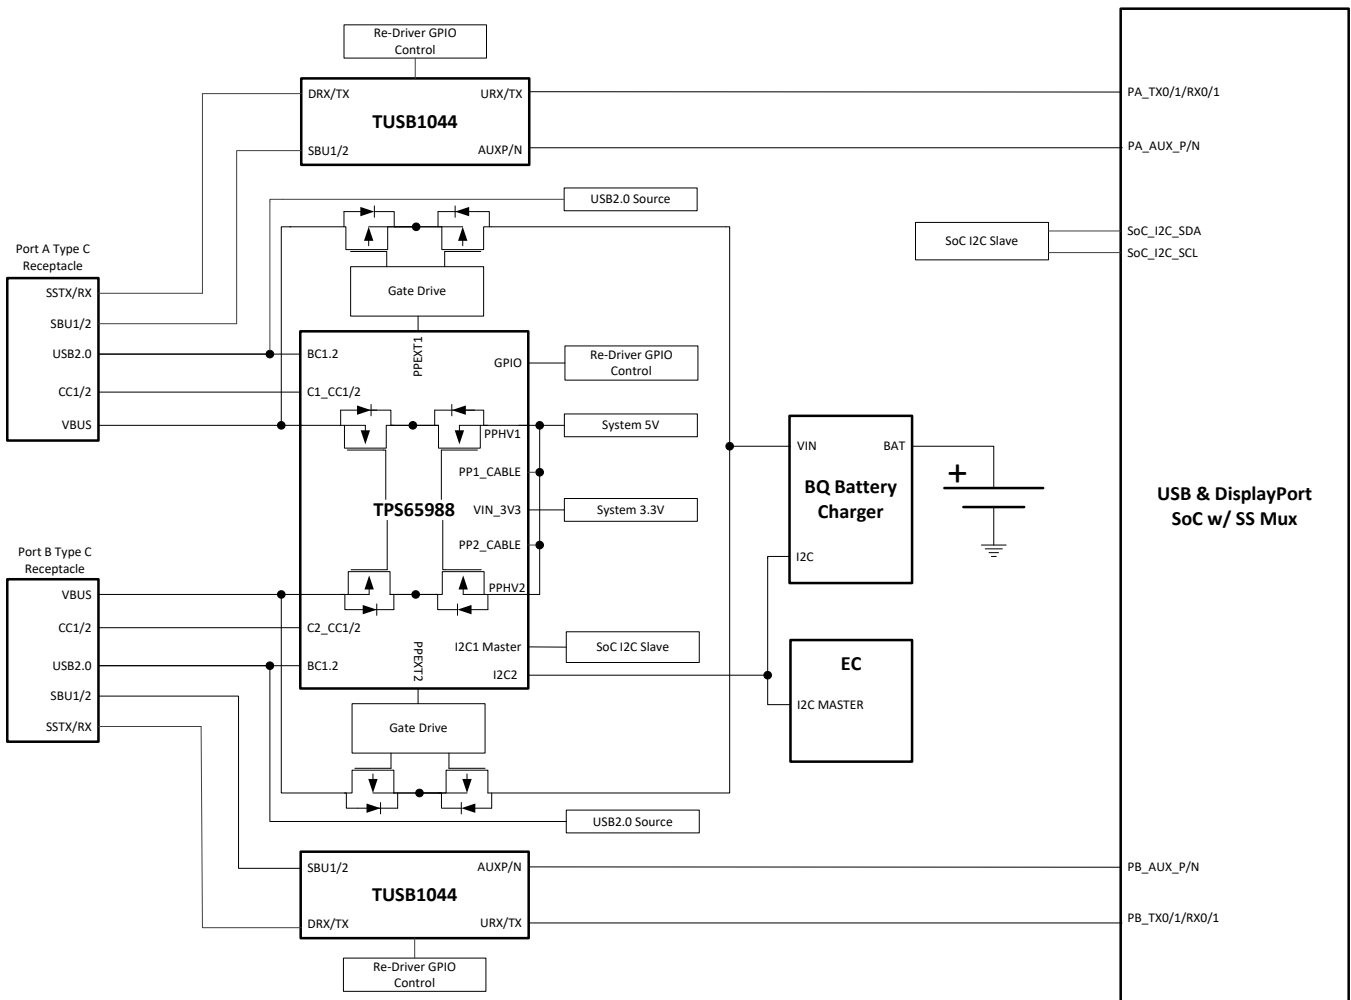 Re-Driver GPIO
Control
DRX/TX
URX/TX
TUSB1044
SBU1/2
AUXP/N
PA_TX0/1/RX0/1
PA_AUX_P/N
USB2.0 Source
SoC I2C Slave
SoC_I2C_SDA
SoC_I2C_SCL
Port A Type C
Receptacle
SSTX/RX
SBU1/2
USB2.0
CC1/2
VBUS
Gate Drive
PPEXT1
BC1.2
GPIO
Re-Driver GPIO
Control
C1_CC1/2
PPHV1
System 5V
PP1_CABLE
TPS65988
VIN_3V3
System 3.3V
PP2_CABLE
PPHV2
C2_CC1/2
I2C1 Master
SoC I2C Slave
BC1.2
PPEXT2
I2C2
VIN
BAT
BQ Battery
Charger
I2C
+
EC
I2C MASTER
USB & DisplayPort
SoC w/ SS Mux
Port B Type C
Receptacle
VBUS
CC1/2
USB2.0
SBU1/2
SSTX/RX
Gate Drive
USB2.0 Source
SBU1/2
AUXP/N
TUSB1044
DRX/TX
URX/TX
PB_AUX_P/N
PB_TX0/1/RX0/1
Re-Driver GPIO
Control